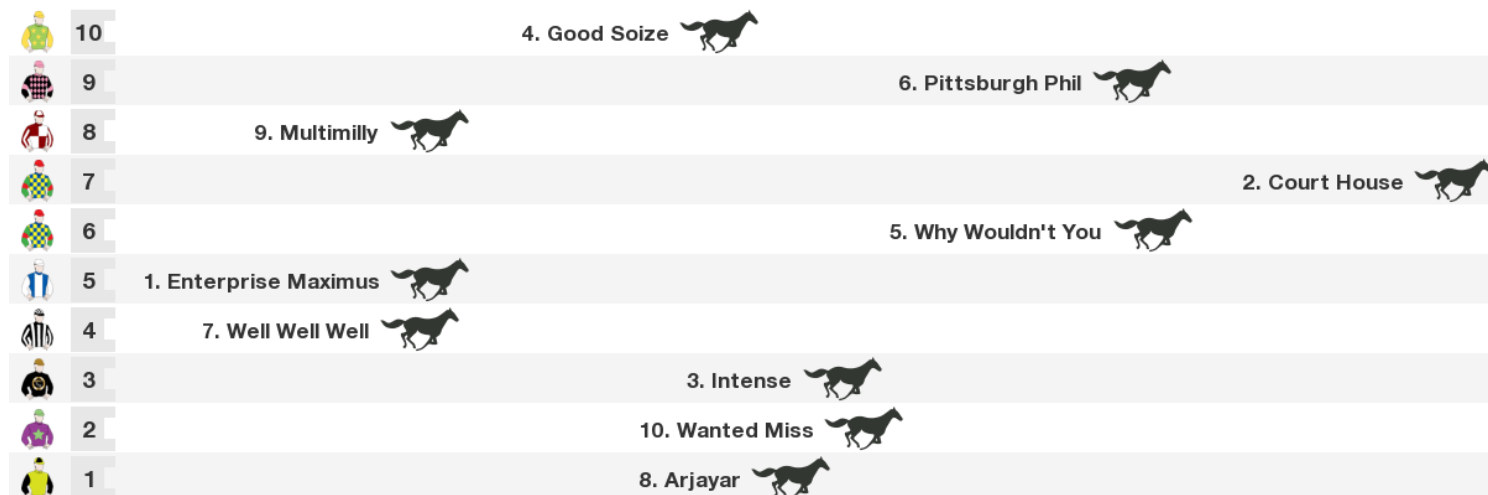 10 4. Good Soize
9 6. Pittsburgh Phil
8 9. Multimilly
7 2. Court House
6 5. Why Wouldn't You
5 1. Enterprise Maximus
4 7. Well Well Well
3 3. Intense
2 10. Wanted Miss
1 8. Arjayar